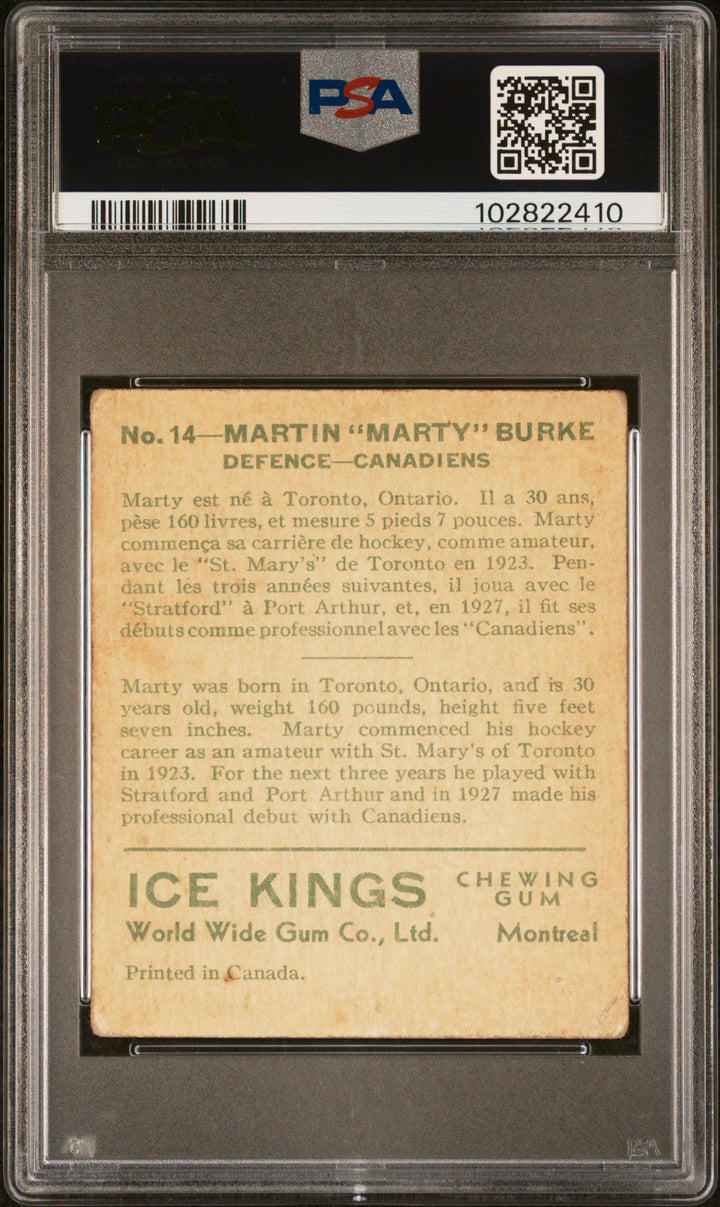 PSA
102822410
No. 14—MARTIN "MARTY" BURKE
DEFENCE—CANADIENS
Marty est né à Toronto, Ontario. Il a 30 ans,
pèse 160 livres, et mesure 5 pieds 7 pouces. Marty
commença sa carrière de hockey, comme amateur,
avec le "St. Mary's" de Toronto en 1923. Pen-
dant les trois années suivantes, il joua avec le
"Stratford" à Port Arthur, et, en 1927, il fit ses
débuts comme professionnel avec les "Canadiens".
Marty was born in Toronto, Ontario, and is 30
years old, weight 160 pounds, height five feet
seven inches. Marty commenced his hockey
career as an amateur with St. Mary's of Toronto
in 1923. For the next three years he played with
Stratford and Port Arthur and in 1927 made his
professional debut with Canadiens.
ICE KINGS CHEWING GUM
World Wide Gum Co., Ltd. Montreal
Printed in Canada.
PSA